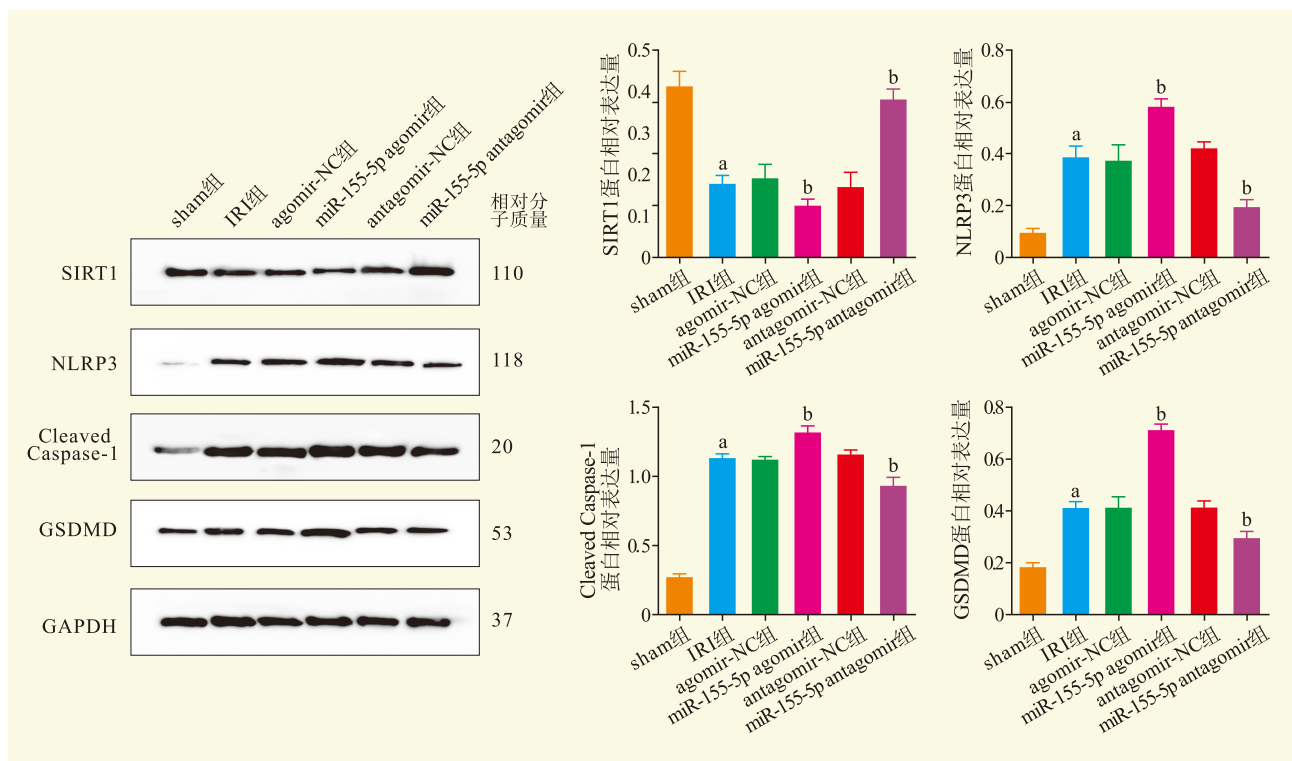 sham组
IRI组
agomir-NC组
miR-155-5p agomir组
antagomir-NC组
miR-155-5p antagomir组
相对分
子质量
SIRT1
110
NLRP3
118
Cleaved
Caspase-1
20
GSDMD
53
GAPDH
37
SIRT1蛋白相对表达量
0.5
0.4
0.3
0.2
0.1
0
a
b
b
sham组
IRI组
agomir-NC组
miR-155-5p agomir组
antagomir-NC组
miR-155-5p antagomir组
NLRP3蛋白相对表达量
0.8
0.6
0.4
0.2
0
a
b
b
sham组
IRI组
agomir-NC组
miR-155-5p agomir组
antagomir-NC组
miR-155-5p antagomir组
Cleaved Caspase-1
蛋白相对表达量
1.5
1.0
0.5
0
a
b
b
sham组
IRI组
agomir-NC组
miR-155-5p agomir组
antagomir-NC组
miR-155-5p antagomir组
GSDMD蛋白相对表达量
0.8
0.6
0.4
0.2
0
a
b
b
sham组
IRI组
agomir-NC组
miR-155-5p agomir组
antagomir-NC组
miR-155-5p antagomir组